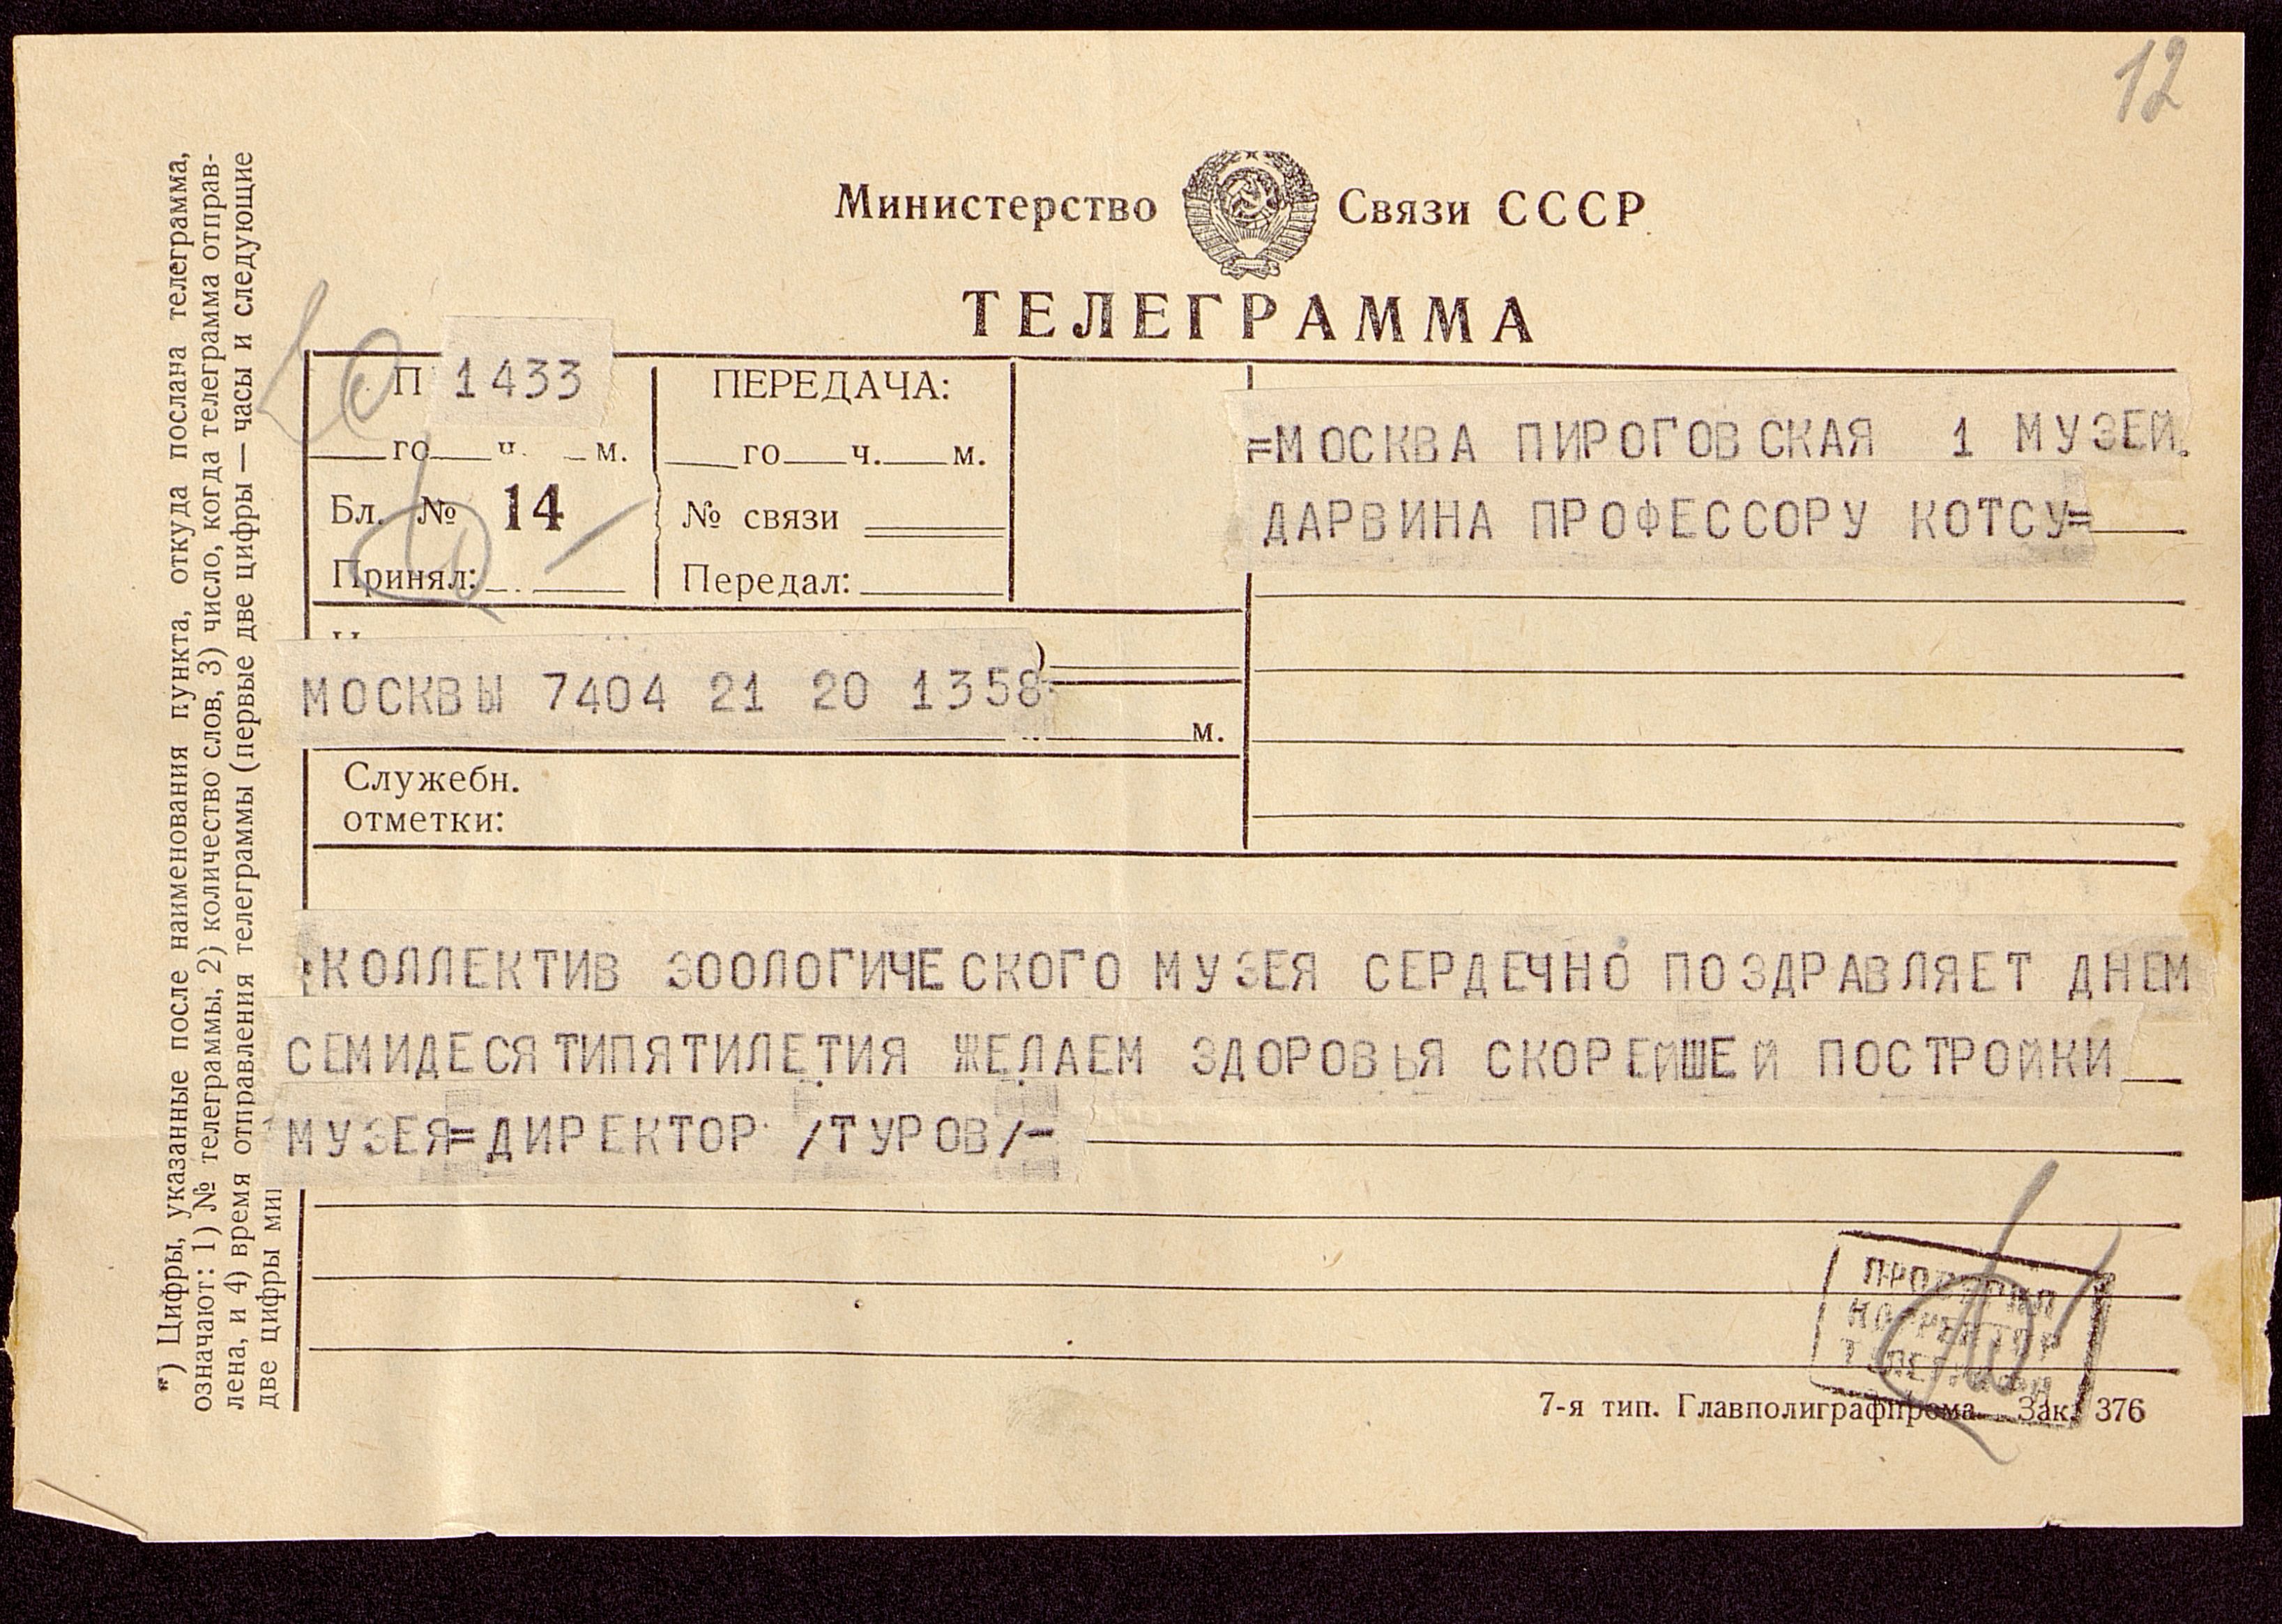 12
Министерство Связи СССР
ТЕЛЕГРАММА
П 1433
го ч. м.
Бл. № 14
Принял:
ПЕРЕДАЧА:
го ч. м.
№ связи
Передал:
=МОСКВА ПИРОГОВСКАЯ 1 МУЗЕЙ
ДАРВИНА ПРОФЕССОРУ КОТСУ=
МОСКВЫ 7404 21 20 1358
м.
Служебн.
отметки:
КОЛЛЕКТИВ ЗООЛОГИЧЕСКОГО МУЗЕЯ СЕРДЕЧНО ПОЗДРАВЛЯЕТ ДНЕМ
СЕМИДЕСЯТИПЯТИЛЕТИЯ ЖЕЛАЕМ ЗДОРОВЬЯ СКОРЕЙШЕЙ ПОСТРОЙКИ
МУЗЕЯ=ДИРЕКТОР /ТУРОВ/-
7-я тип. Главполиграфпрома. Зак. 376
*) Цифры, указанные после наименования пункта, откуда послана телеграмма,
означают: 1) № телеграммы, 2) количество слов, 3) число, когда телеграмма отправ-
лена, и 4) время отправления телеграммы (первые две цифры — часы и следующие
две цифры ми